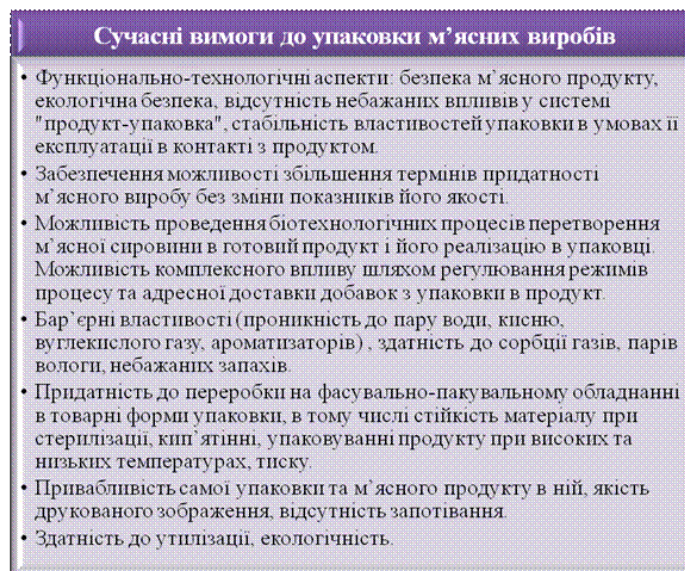 Сучасні вимоги до упаковки м’ясних виробів
• Функціонально-технологічні аспекти: безпека м’ясного продукту,
екологічна безпека, відсутність небажаних впливів у системі
"продукт-упаковка", стабільність властивостей упаковки в умовах її
експлуатації в контакті з продуктом.
• Забезпечення можливості збільшення термінів придатності
м’ясного виробу без зміни показників його якості.
• Можливість проведення біотехнологічних процесів перетворення
м’ясної сировини в готовий продукт і його реалізацію в упаковці.
Можливість комплексного впливу шляхом регулювання режимів
процесу та адресної доставки добавок з упаковки в продукт.
• Бар’єрні властивості (проникність до пару води, кисню,
вуглекислого газу, ароматизаторів) , здатність до сорбції газів, парів
вологи, небажаних запахів.
• Придатність до переробки на фасувально-пакувальному обладнанні
в товарні форми упаковки, в тому числі стійкість матеріалу при
стерилізації, кип’ятінні, упаковуванні продукту при високих та
низьких температурах, тиску.
• Привабливість самої упаковки та м’ясного продукту в ній, якість
друкованого зображення, відсутність запотівання.
• Здатність до утилізації, екологічність.